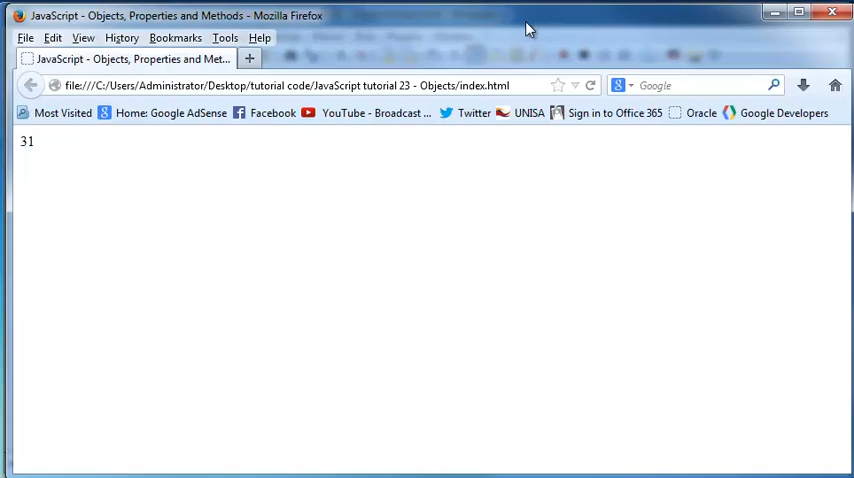 JavaScript - Objects, Properties and Methods - Mozilla Firefox
File Edit View History Bookmarks Tools Help
JavaScript - Objects, Properties and Met... +
file:///C:/Users/Administrator/Desktop/tutorial code/JavaScript tutorial 23 - Objects/index.html Google
Most Visited Home: Google AdSense Facebook YouTube - Broadcast ... Twitter UNISA Sign in to Office 365 Oracle Google Developers
31